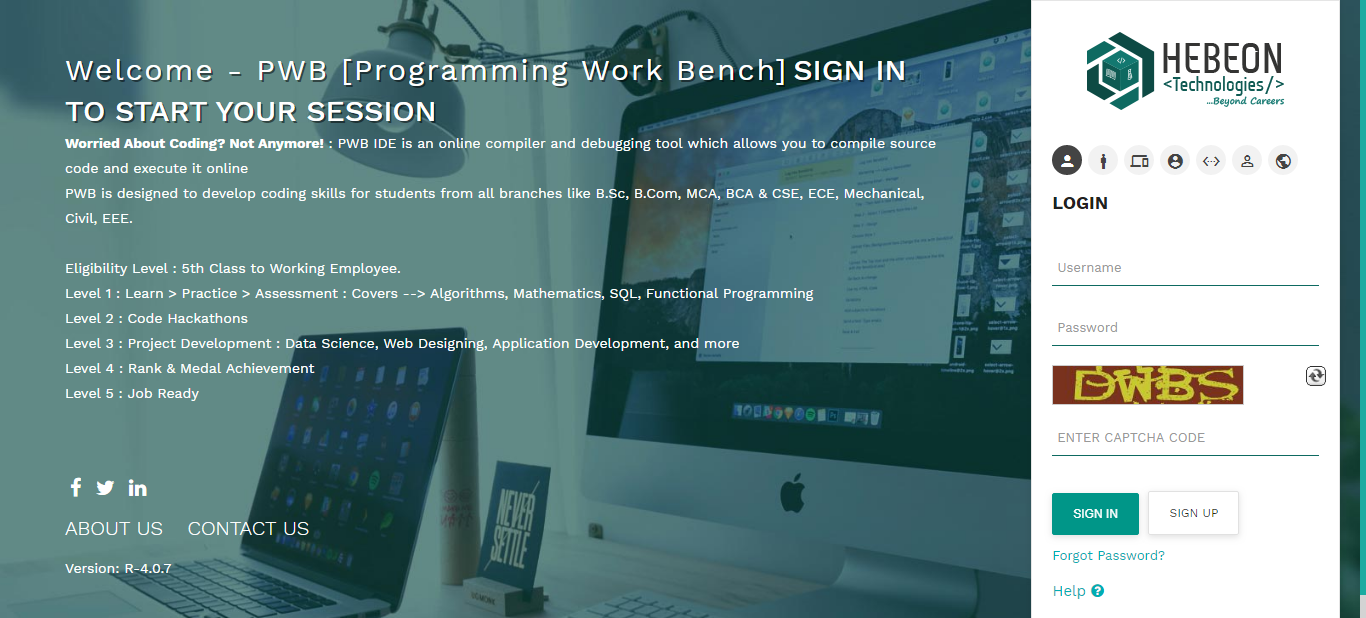 Welcome - PWB [Programming Work Bench] SIGN IN
TO START YOUR SESSION
Worried About Coding? Not Anymore! : PWB IDE is an online compiler and debugging tool which allows you to compile source
code and execute it online
PWB is designed to develop coding skills for students from all branches like B.Sc, B.Com, MCA, BCA & CSE, ECE, Mechanical,
Civil, EEE.
Eligibility Level : 5th Class to Working Employee.
Level 1 : Learn > Practice > Assessment : Covers --> Algorithms, Mathematics, SQL, Functional Programming
Level 2 : Code Hackathons
Level 3 : Project Development : Data Science, Web Designing, Application Development, and more
Level 4 : Rank & Medal Achievement
Level 5 : Job Ready
ABOUT US CONTACT US
Version: R-4.0.7
NEVER
SETTLE
HEBEON
<Technologies/>
...Beyond Careers
LOGIN
Username
Password
DWBS
ENTER CAPTCHA CODE
SIGN IN SIGN UP
Forgot Password?
Help